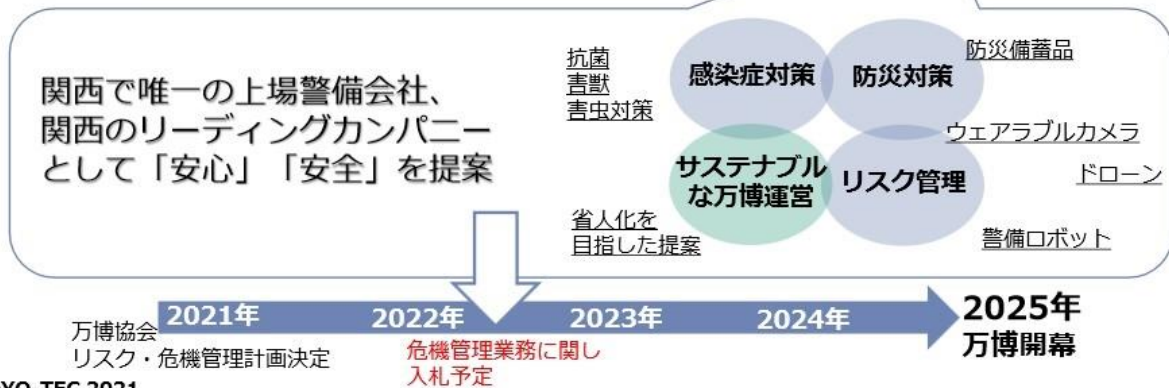 関西で唯一の上場警備会社、
関西のリーディングカンパニー
として「安心」「安全」を提案
抗菌
害獣
害虫対策
感染症対策
防災対策
防災備蓄品
サステナブル
な万博運営
リスク管理
ウェアラブルカメラ
ドローン
警備ロボット
省人化を
目指した提案
2021年
2022年
2023年
2024年
2025年
万博開幕
万博協会
リスク・危機管理計画決定
危機管理業務に関し
入札予定